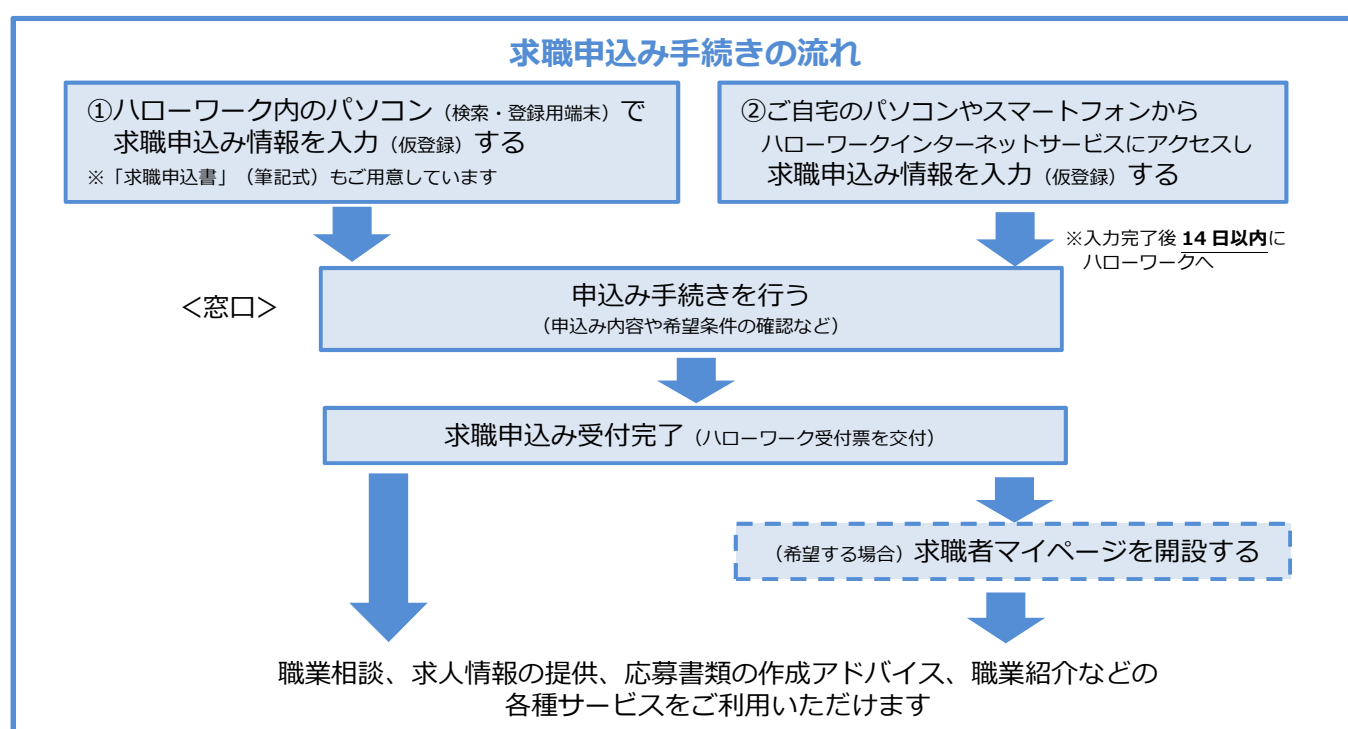 求職申込み手続きの流れ
①ハローワーク内のパソコン（検索・登録用端末）で
求職申込み情報を入力（仮登録）する
※「求職申込書」（筆記式）もご用意しています
②ご自宅のパソコンやスマートフォンから
ハローワークインターネットサービスにアクセスし
求職申込み情報を入力（仮登録）する
※入力完了後 14 日以内に
ハローワークへ
＜窓口＞
申込み手続きを行う
（申込み内容や希望条件の確認など）
求職申込み受付完了（ハローワーク受付票を交付）
（希望する場合）求職者マイページを開設する
職業相談、求人情報の提供、応募書類の作成アドバイス、職業紹介などの
各種サービスをご利用いただけます